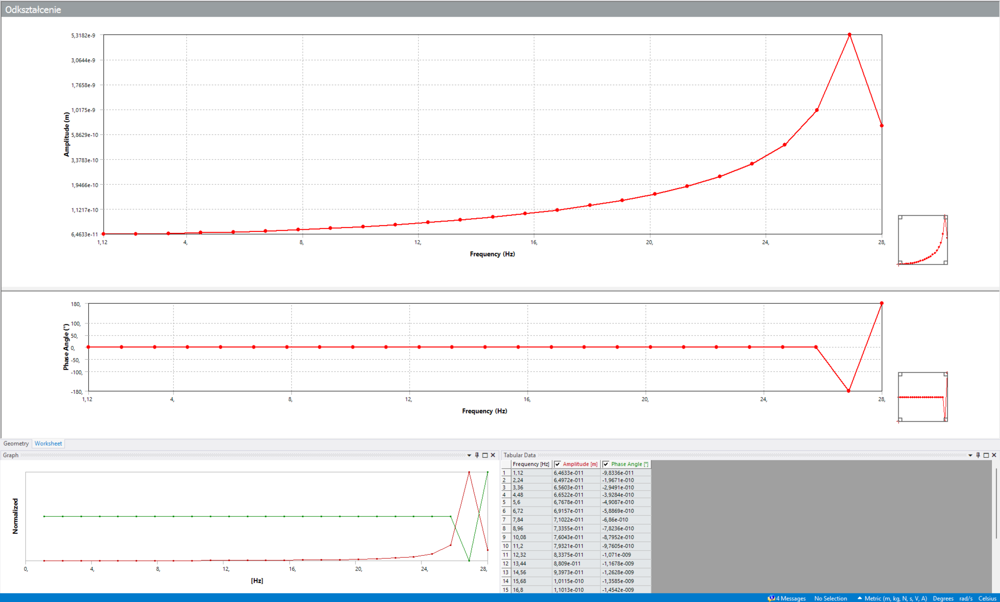 Odkształcenie
5,3182e-9
3,0644e-9
1,7658e-9
1,0175e-9
5,8629e-10
3,3783e-10
1,9466e-10
1,1217e-10
6,4633e-11
Amplitude (m)
1,12 4, 8, 12, 16, 20, 24, 28,
Frequency (Hz)
180,
100,
50,
0,
-50,
-100,
-180,
Phase Angle (°)
1,12 4, 8, 12, 16, 20, 24, 28,
Frequency (Hz)
Geometry Worksheet
Graph
Normalized
0, 4, 8, 12, 16, 20, 24, 28,
[Hz]
Tabular Data
Frequency [Hz] Amplitude [m] Phase Angle [°]
1 1,12 6,4633e-011 -9,8336e-011
2 2,24 6,4972e-011 -1,9671e-010
3 3,36 6,5603e-011 -2,9491e-010
4 4,48 6,6522e-011 -3,9284e-010
5 5,6 6,7678e-011 -4,9087e-010
6 6,72 6,9157e-011 -5,8869e-010
7 7,84 7,1022e-011 -6,86e-010
8 8,96 7,3355e-011 -7,8236e-010
9 10,08 7,6043e-011 -8,7952e-010
10 11,2 7,9321e-011 -9,7605e-010
11 12,32 8,3375e-011 -1,071e-009
12 13,44 8,809e-011 -1,1678e-009
13 14,56 9,3973e-011 -1,2628e-009
14 15,68 1,0115e-010 -1,3585e-009
15 16,8 1,1013e-010 -1,4542e-009
4 Messages No Selection Metric (m, kg, N, s, V, A) Degrees rad/s Celsius